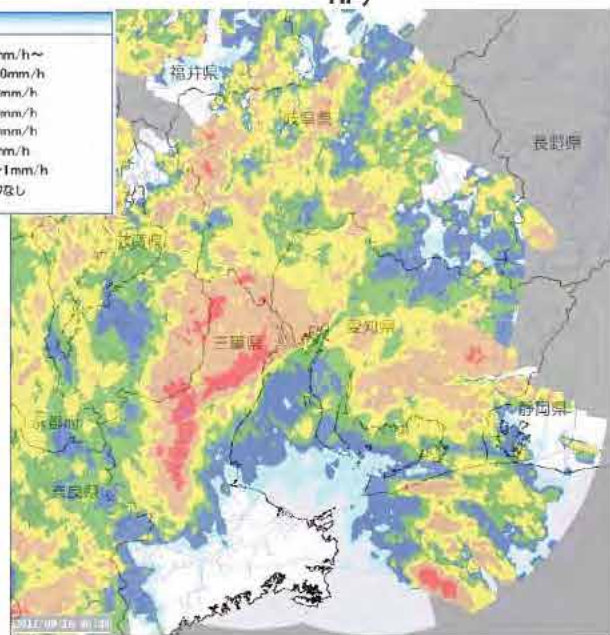 mm/h～
0mm/h
mm/h
mm/h
mm/h
mm/h
～1mm/h
なし
福井県
岐阜県
長野県
滋賀県
三重県
愛知県
静岡県
京都府
奈良県